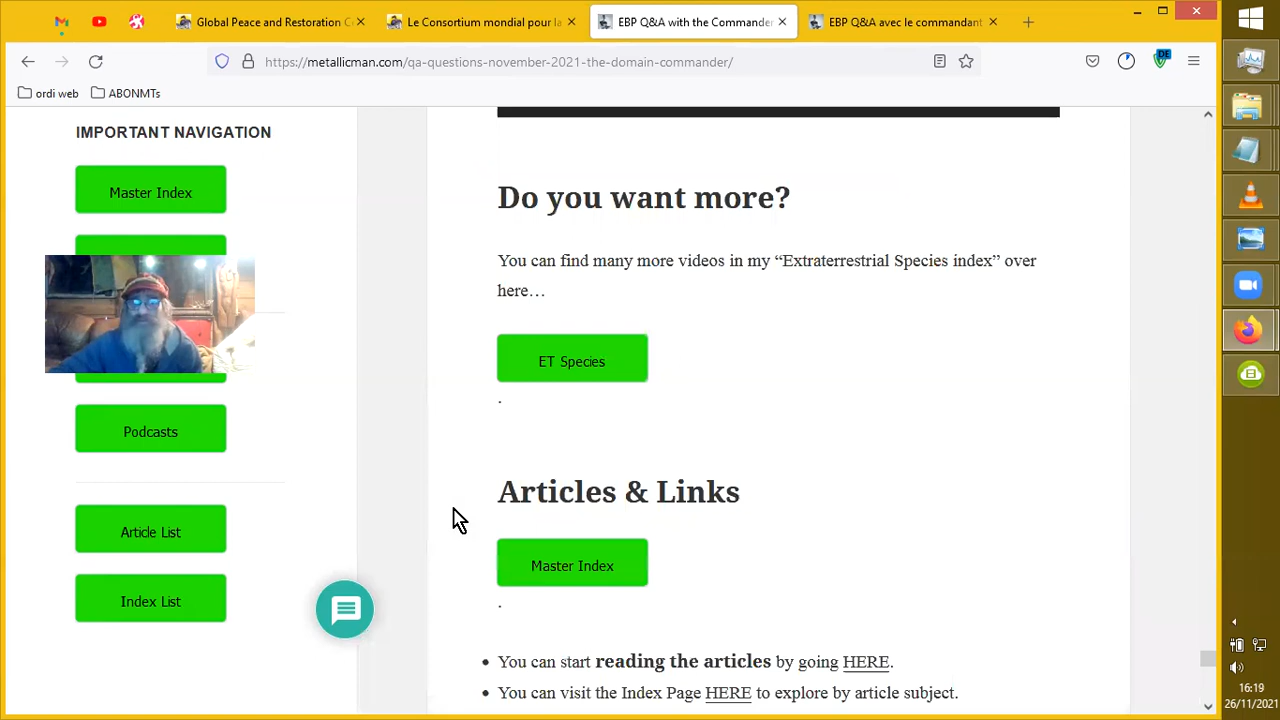 Global Peace and Restoration C
Le Consortium mondial pour la
EBP Q&A with the Commander
EBP Q&A avec le commandant
https://metallicman.com/qa-questions-november-2021-the-domain-commander/
DE
ordi web
ABONMTs
IMPORTANT NAVIGATION
Master Index
Podcasts
Article List
Index List
Do you want more?
You can find many more videos in my “Extraterrestrial Species index” over
here…
ET Species
.
Articles & Links
Master Index
.
You can start reading the articles by going HERE.
You can visit the Index Page HERE to explore by article subject.
16:19
26/11/2021